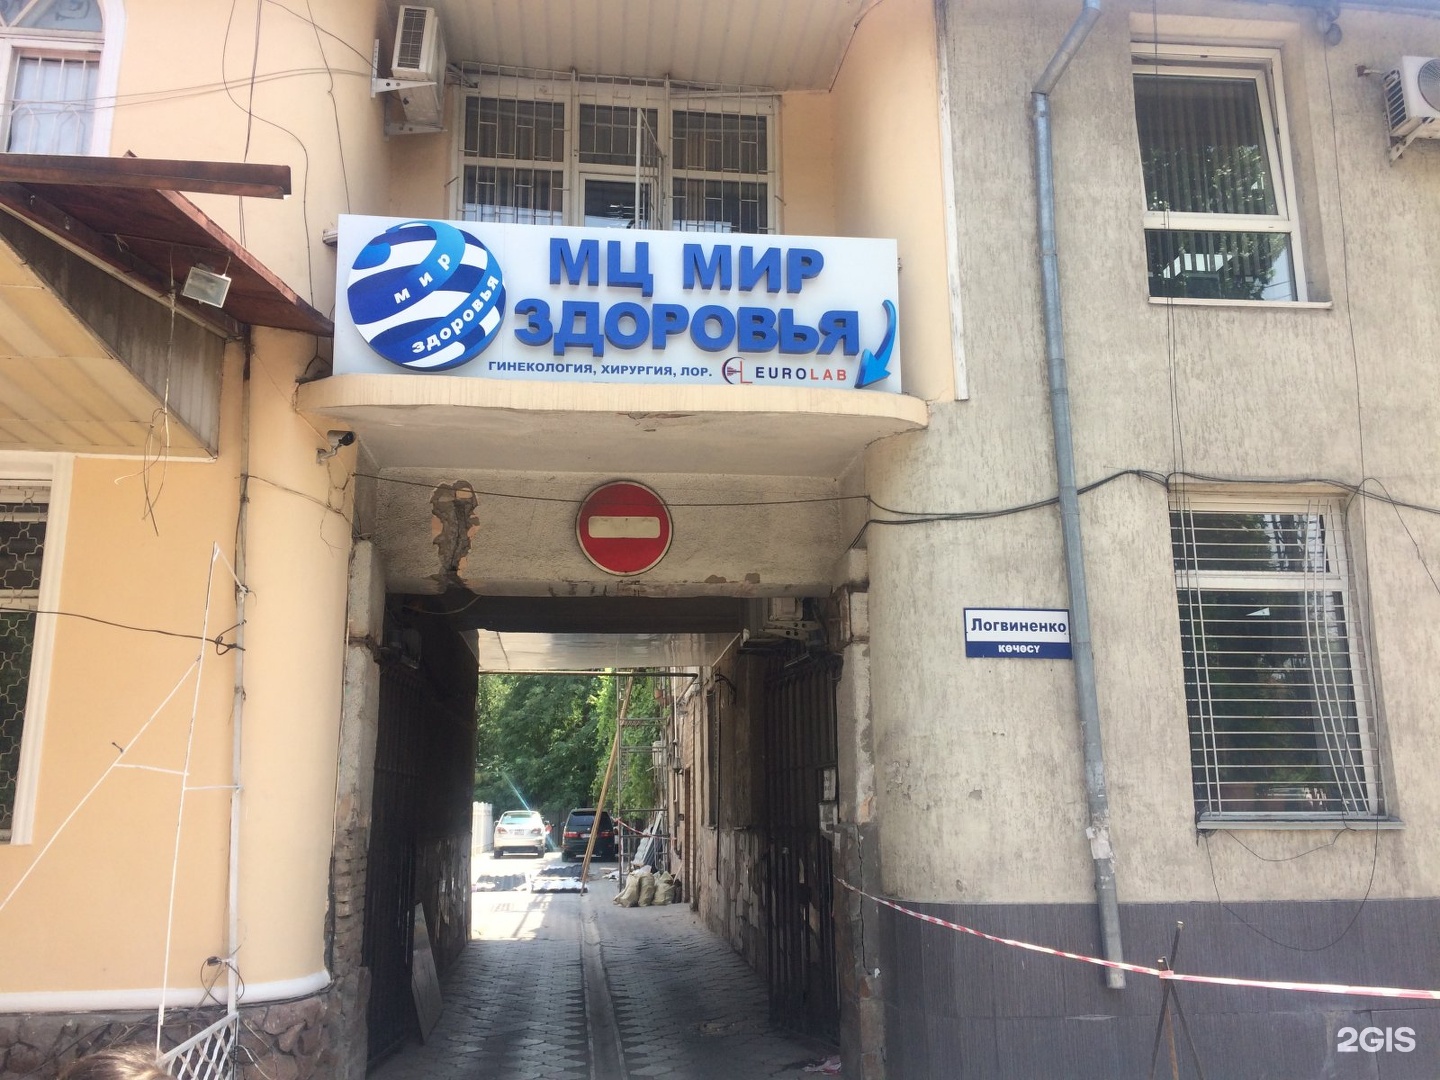 мир
здоровья
МЦ МИР
ЗДОРОВЬЯ
ГИНЕКОЛОГИЯ, ХИРУРГИЯ, ЛОР.
EUROLAB
Логвиненко
көчөсү
2GIS